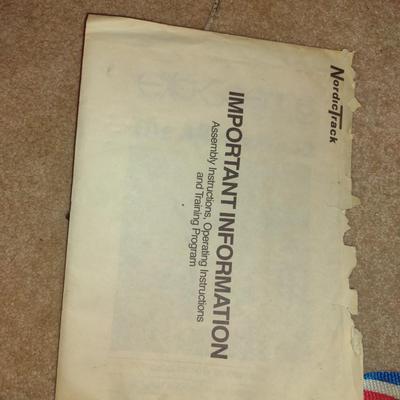 NordicTrack
IMPORTANT INFORMATION
Assembly Instructions, Operating Instructions
and Training Program